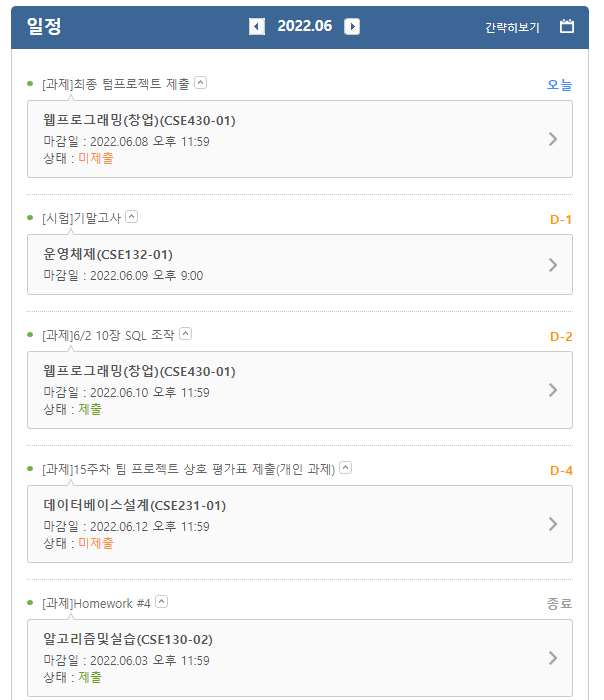 일정
2022.06
간략히보기
[과제]최종 텀프로젝트 제출
오늘
웹프로그래밍(창업)(CSE430-01)
마감일 : 2022.06.08 오후 11:59
상태 : 미제출
[시험]기말고사
D-1
운영체제(CSE132-01)
마감일 : 2022.06.09 오후 9:00
[과제]6/2 10장 SQL 조작
D-2
웹프로그래밍(창업)(CSE430-01)
마감일 : 2022.06.10 오후 11:59
상태 : 제출
[과제]15주차 팀 프로젝트 상호 평가표 제출(개인 과제)
D-4
데이터베이스설계(CSE231-01)
마감일 : 2022.06.12 오후 11:59
상태 : 미제출
[과제]Homework #4
종료
알고리즘및실습(CSE130-02)
마감일 : 2022.06.03 오후 11:59
상태 : 제출